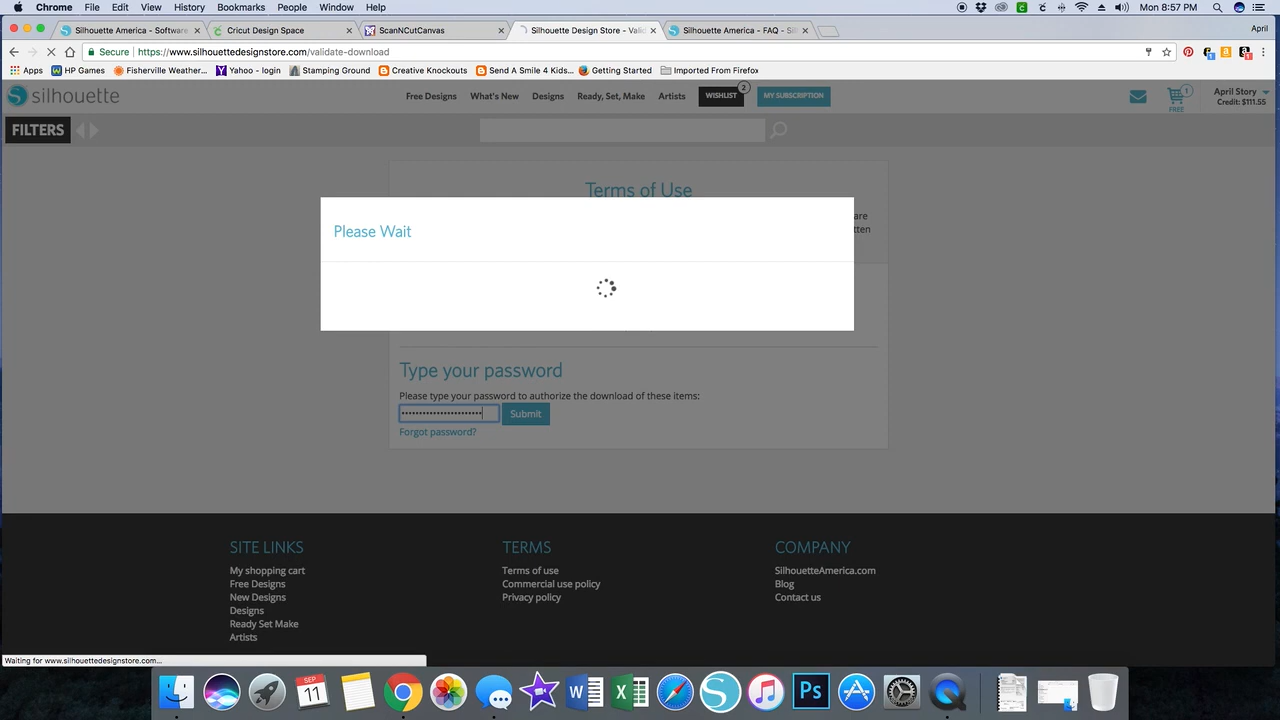 Chrome File Edit View History Bookmarks People Window Help Mon 8:57 PM
Silhouette America - Software Cricut Design Space ScanNCutCanvas Silhouette Design Store - Vali Silhouette America - FAQ - Sil April
Secure https://www.silhouettedesignstore.com/validate-download
Apps HP Games Fisherville Weather... Yahoo - login Stamping Ground Creative Knockouts Send A Smile 4 Kids... Getting Started Imported From Firefox
silhouette Free Designs What's New Designs Ready, Set, Make Artists WISHLIST 2 MY SUBSCRIPTION 1 FREE April Story
Credit: $111.55
FILTERS
Terms of Use
are
tten
Please Wait
Type your password
Please type your password to authorize the download of these items:
Submit
Forgot password?
SITE LINKS TERMS COMPANY
My shopping cart Terms of use SilhouetteAmerica.com
Free Designs Commercial use policy Blog
New Designs Privacy policy Contact us
Designs
Ready Set Make
Artists
Waiting for www.silhouettedesignstore.com...
SEP
11
W X S Ps